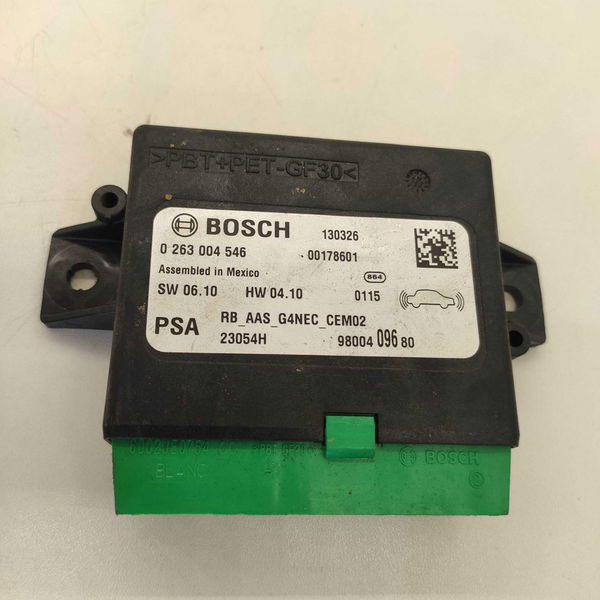 >PBT+PET-GF30<
BOSCH 130326
0 263 004 546 00178601
Assembled in Mexico 864
SW 06.10 HW 04.10 0115
PSA RB_AAS_G4NEC_CEM02
23054H 98004 096 80
BLANC BOSCH